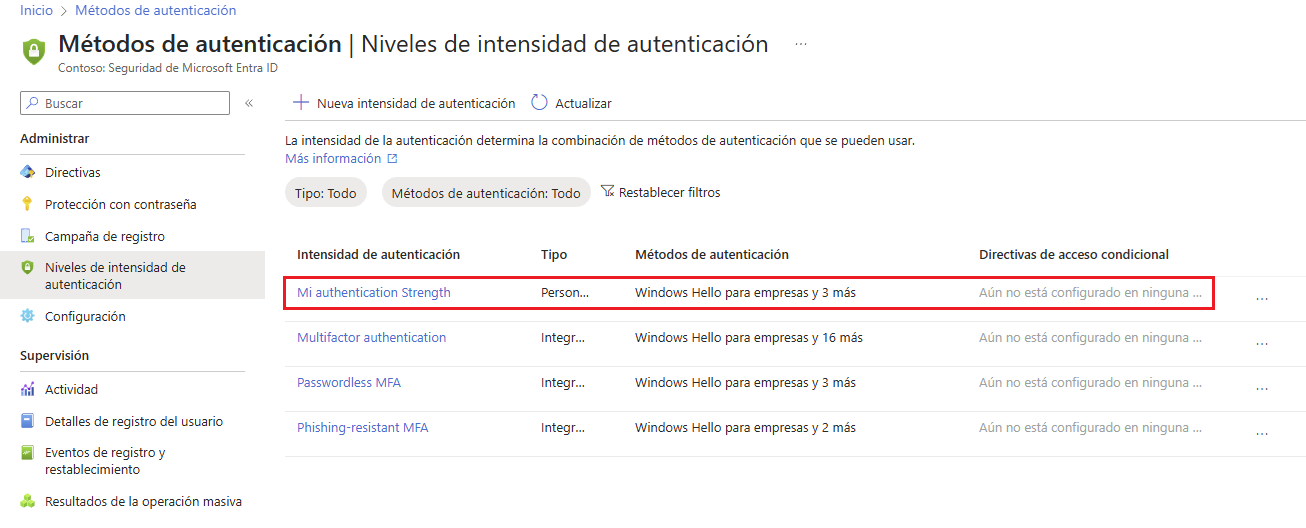 Inicio > Métodos de autenticación
Métodos de autenticación | Niveles de intensidad de autenticación ...
Contoso: Seguridad de Microsoft Entra ID
Buscar «
Administrar
Directivas
Protección con contraseña
Campaña de registro
Niveles de intensidad de
autenticación
Configuración
Supervisión
Actividad
Detalles de registro del usuario
Eventos de registro y
restablecimiento
Resultados de la operación masiva
+ Nueva intensidad de autenticación Actualizar
La intensidad de la autenticación determina la combinación de métodos de autenticación que se pueden usar.
Más información
Tipo: Todo Métodos de autenticación: Todo Restablecer filtros
Intensidad de autenticación Tipo Métodos de autenticación Directivas de acceso condicional
Mi authentication Strength Person... Windows Hello para empresas y 3 más Aún no está configurado en ninguna ... ...
Multifactor authentication Integr... Windows Hello para empresas y 16 más Aún no está configurado en ninguna ... ...
Passwordless MFA Integr... Windows Hello para empresas y 3 más Aún no está configurado en ninguna ... ...
Phishing-resistant MFA Integr... Windows Hello para empresas y 2 más Aún no está configurado en ninguna ... ...